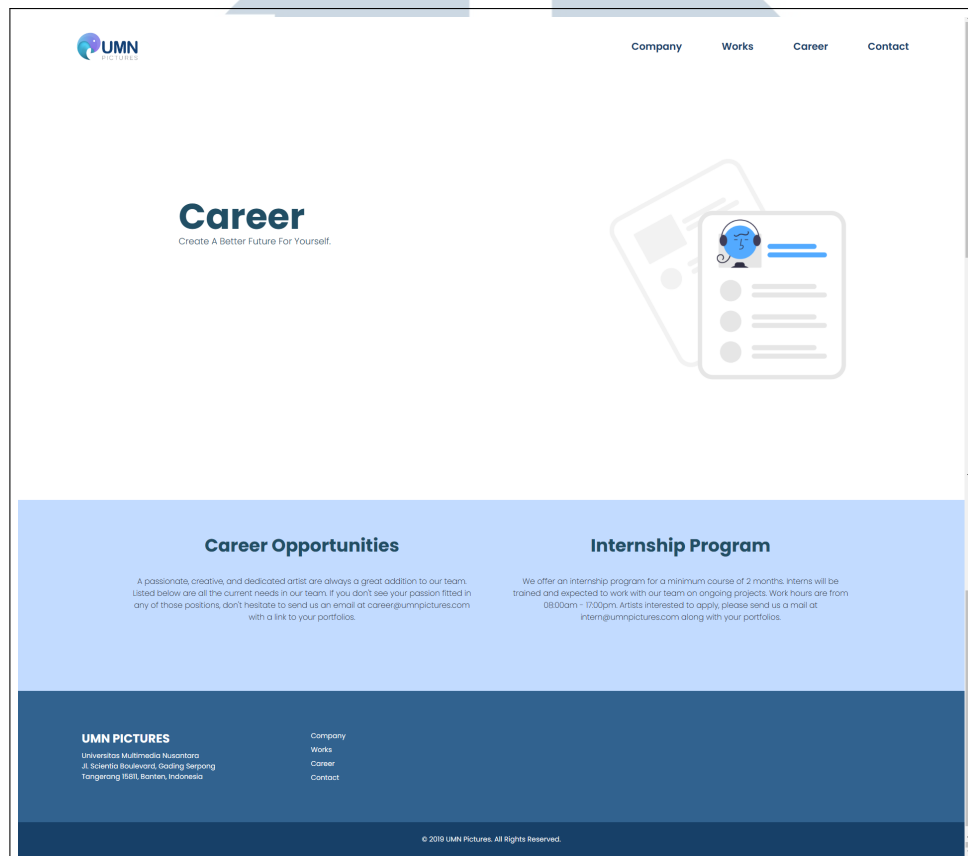 UMN
PICTURES
Company
Works
Career
Contact
Career
Create A Better Future For Yourself.
Career Opportunities
A passionate, creative, and dedicated artist are always a great addition to our team.
Listed below are all the current needs in our team. If you don't see your passion fitted in
any of those positions, don't hesitate to send us an email at career@umnpictures.com
with a link to your portfolios.
Internship Program
We offer an internship program for a minimum course of 2 months. Interns will be
trained and expected to work with our team on ongoing projects. Work hours are from
08:00am - 17:00pm. Artists interested to apply, please send us a mail at
intern@umnpictures.com along with your portfolios.
UMN PICTURES
Universitas Multimedia Nusantara
Jl. Scientia Boulevard, Gading Serpong
Tangerang 15811, Banten, Indonesia
Company
Works
Career
Contact
© 2019 UMN Pictures. All Rights Reserved.